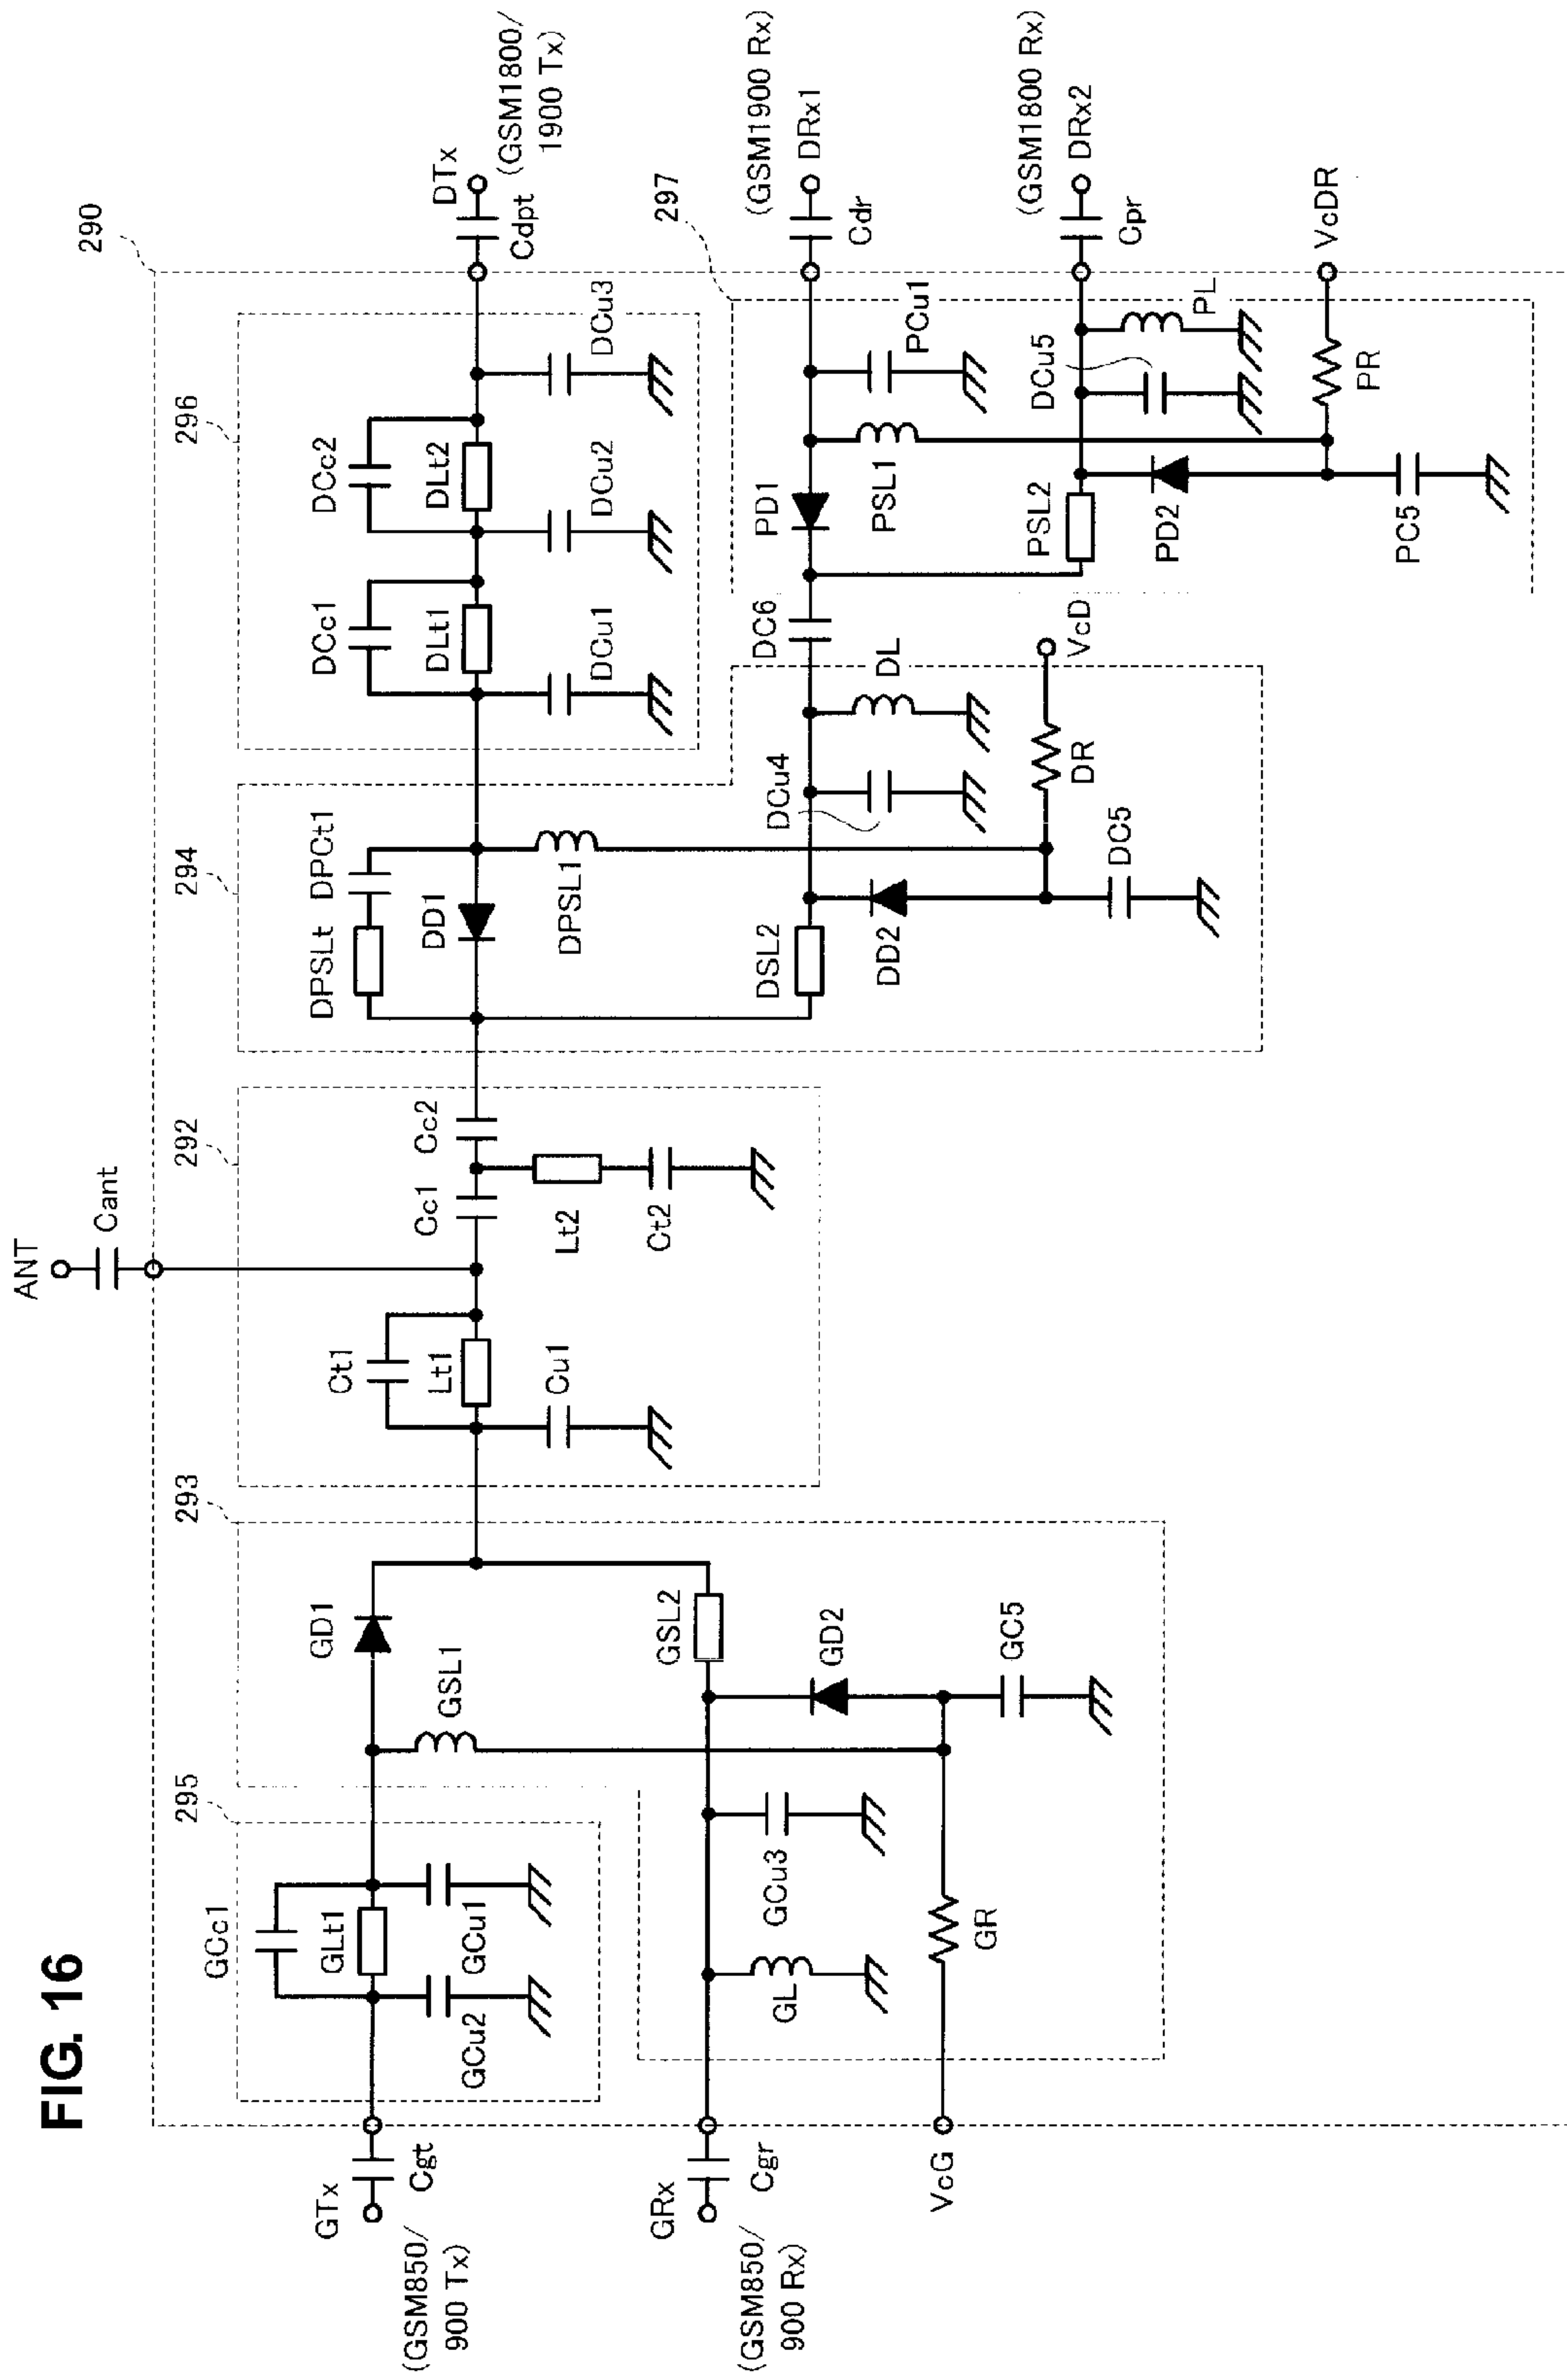 FIG. 16
ANT
Cant
290
GTx
(GSM850/
900 Tx)
Cgt
GRx
(GSM850/
900 Rx)
Cgr
VcG
295
GCc1
GLt1
GCu2
GCu1
293
GD1
GSL1
GSL2
GD2
GC5
GCu3
GL
GR
292
Ct1
Lt1
Cu1
Cc1
Cc2
Lt2
Ct2
294
DPSLt
DPCt1
DD1
DPSL1
DSL2
DD2
DC5
DCu4
DL
DR
VcD
DC6
296
DCc1
DLt1
DCu1
DCc2
DLt2
DCu2
DCu3
DTx
(GSM1800/
1900 Tx)
Cdpt
297
PD1
PSL1
PCu1
PSL2
PD2
PC5
DCu5
PL
PR
(GSM1900 Rx)
DRx1
Cdr
(GSM1800 Rx)
DRx2
Cpr
VcDR